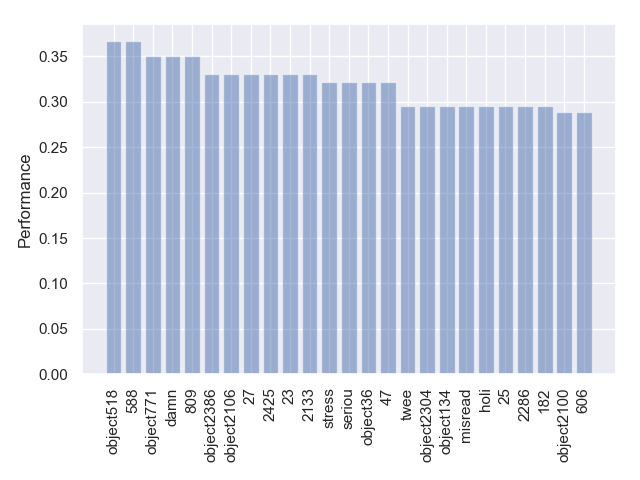 0.35
0.30
0.25
0.20
0.15
0.10
0.05
0.00
Performance
object518
588
object771
damn
809
object2386
object2106
27
2425
23
2133
stress
seriou
object36
47
twee
object2304
object134
misread
holi
25
2286
182
object2100
606